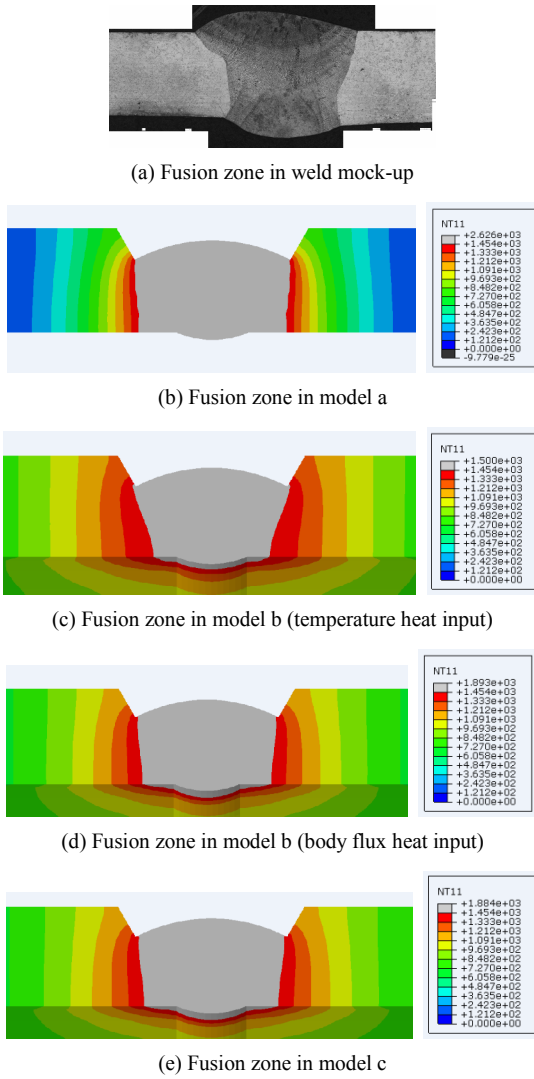 (a) Fusion zone in weld mock-up
NT11
+2.626e+03
+1.454e+03
+1.333e+03
+1.212e+03
+1.091e+03
+9.693e+02
+8.482e+02
+7.270e+02
+6.058e+02
+4.847e+02
+3.635e+02
+2.423e+02
+1.212e+02
+0.000e+00
-9.779e-25
(b) Fusion zone in model a
NT11
+1.500e+03
+1.454e+03
+1.333e+03
+1.212e+03
+1.091e+03
+9.693e+02
+8.482e+02
+7.270e+02
+6.058e+02
+4.847e+02
+3.635e+02
+2.423e+02
+1.212e+02
+0.000e+00
(c) Fusion zone in model b (temperature heat input)
NT11
+1.893e+03
+1.454e+03
+1.333e+03
+1.212e+03
+1.091e+03
+9.693e+02
+8.482e+02
+7.270e+02
+6.058e+02
+4.847e+02
+3.635e+02
+2.423e+02
+1.212e+02
+0.000e+00
(d) Fusion zone in model b (body flux heat input)
NT11
+1.884e+03
+1.454e+03
+1.333e+03
+1.212e+03
+1.091e+03
+9.693e+02
+8.482e+02
+7.270e+02
+6.058e+02
+4.847e+02
+3.635e+02
+2.423e+02
+1.212e+02
+0.000e+00
(e) Fusion zone in model c